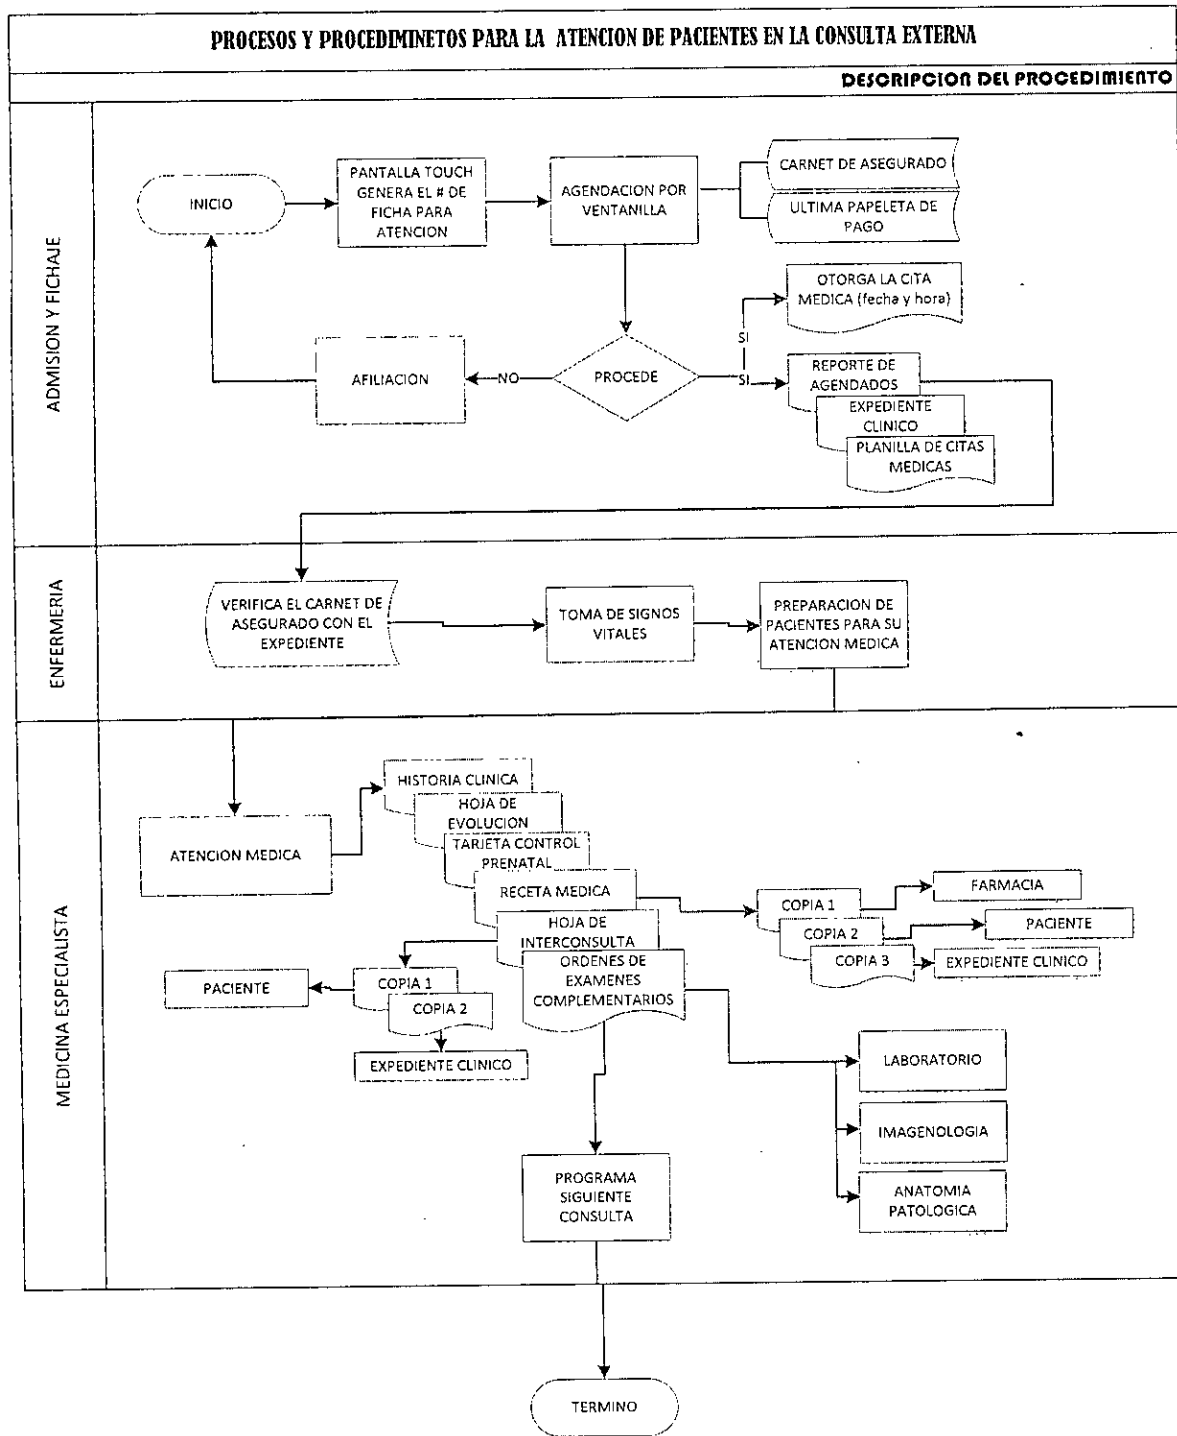 PROCESOS Y PROCEDIMINETOS PARA LA ATENCION DE PACIENTES EN LA CONSULTA EXTERNA
DESCRIPCION DEL PROCEDIMIENTO
ADMISION Y FICHAJE
INICIO
PANTALLA TOUCH
GENERA EL # DE
FICHA PARA
ATENCION
AGENDACION POR
VENTANILLA
CARNET DE ASEGURADO
ULTIMA PAPELETA DE
PAGO
OTORGA LA CITA
MEDICA (fecha y hora)
SI
AFILIACION
NO
PROCEDE
SI
REPORTE DE
AGENDADOS
EXPEDIENTE
CLINICO
PLANILLA DE CITAS
MEDICAS
ENFERMERIA
VERIFICA EL CARNET DE
ASEGURADO CON EL
EXPEDIENTE
TOMA DE SIGNOS
VITALES
PREPARACION DE
PACIENTES PARA SU
ATENCION MEDICA
MEDICINA ESPECIALISTA
ATENCION MEDICA
HISTORIA CLINICA
HOJA DE
EVOLUCION
TARJETA CONTROL
PRENATAL
RECETA MEDICA
HOJA DE
INTERCONSULTA
ORDENES DE
EXAMENES
COMPLEMENTARIOS
COPIA 1
FARMACIA
COPIA 2
PACIENTE
COPIA 3
EXPEDIENTE CLINICO
PACIENTE
COPIA 1
COPIA 2
EXPEDIENTE CLINICO
LABORATORIO
IMAGENOLOGIA
ANATOMIA
PATOLOGICA
PROGRAMA
SIGUIENTE
CONSULTA
TERMINO